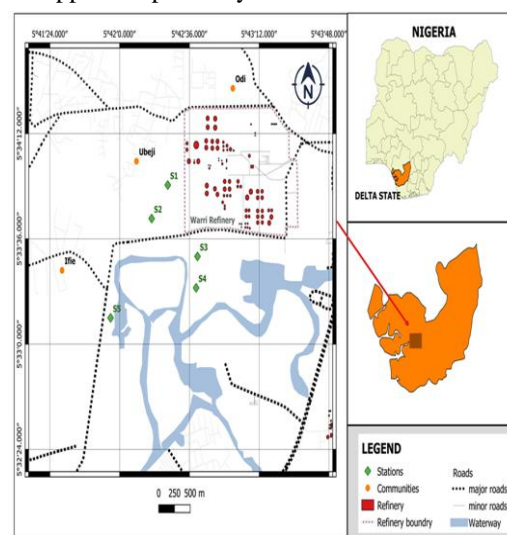 5°41'24.000" 5°42'0.000" 5°42'36.000" 5°43'12.000" 5°43'48.000"
NIGERIA
N
Odi
5°34'12.000"
Ubeji
S1
S2
DELTA STATE
Warri Refinery
5°33'36.000"
S3
Ifie
S4
S5
5°33'0.000"
5°32'24.000"
LEGEND
Stations
Communities
Refinery
Refinery boundry
Roads
major roads
minor roads
Waterway
0 250 500 m